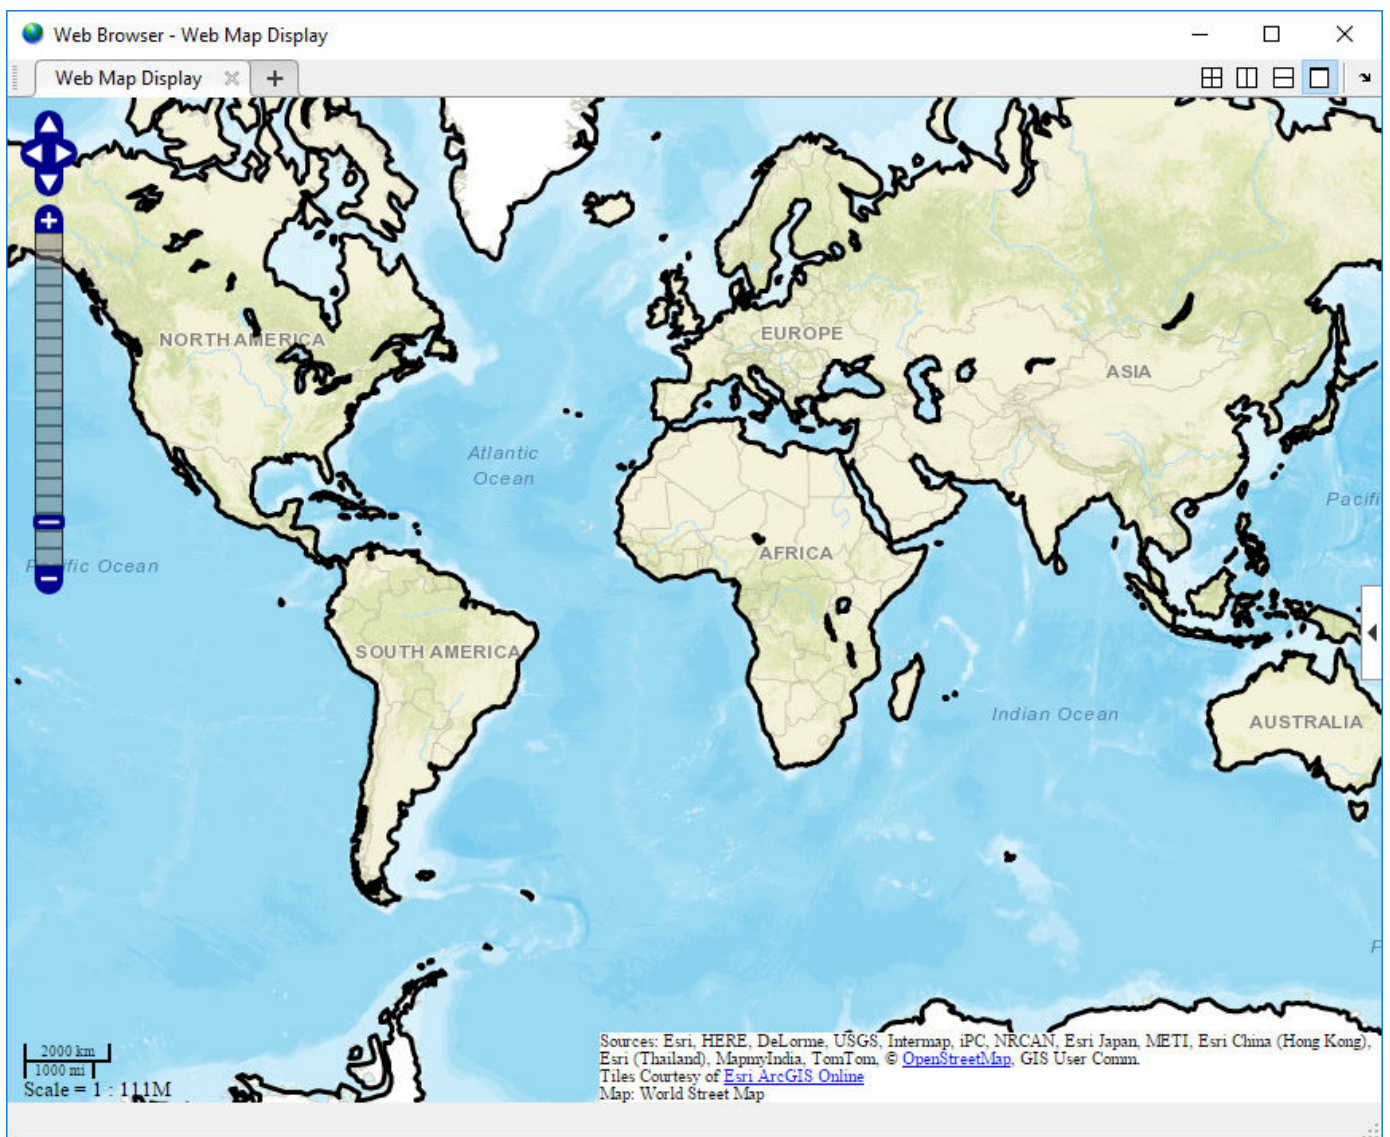 Web Browser - Web Map Display
Web Map Display
NORTH AMERICA
EUROPE
ASIA
Atlantic
Ocean
Pacifi
AFRICA
Pacific Ocean
SOUTH AMERICA
Indian Ocean
AUSTRALIA
P
2000 km
1000 mi
Scale = 1 : 111M
Sources: Esri, HERE, DeLorme, USGS, Intermap, iPC, NRCAN, Esri Japan, METI, Esri China (Hong Kong),
Esri (Thailand), MapmyIndia, TomTom, © OpenStreetMap, GIS User Comm.
Tiles Courtesy of Esri ArcGIS Online
Map: World Street Map